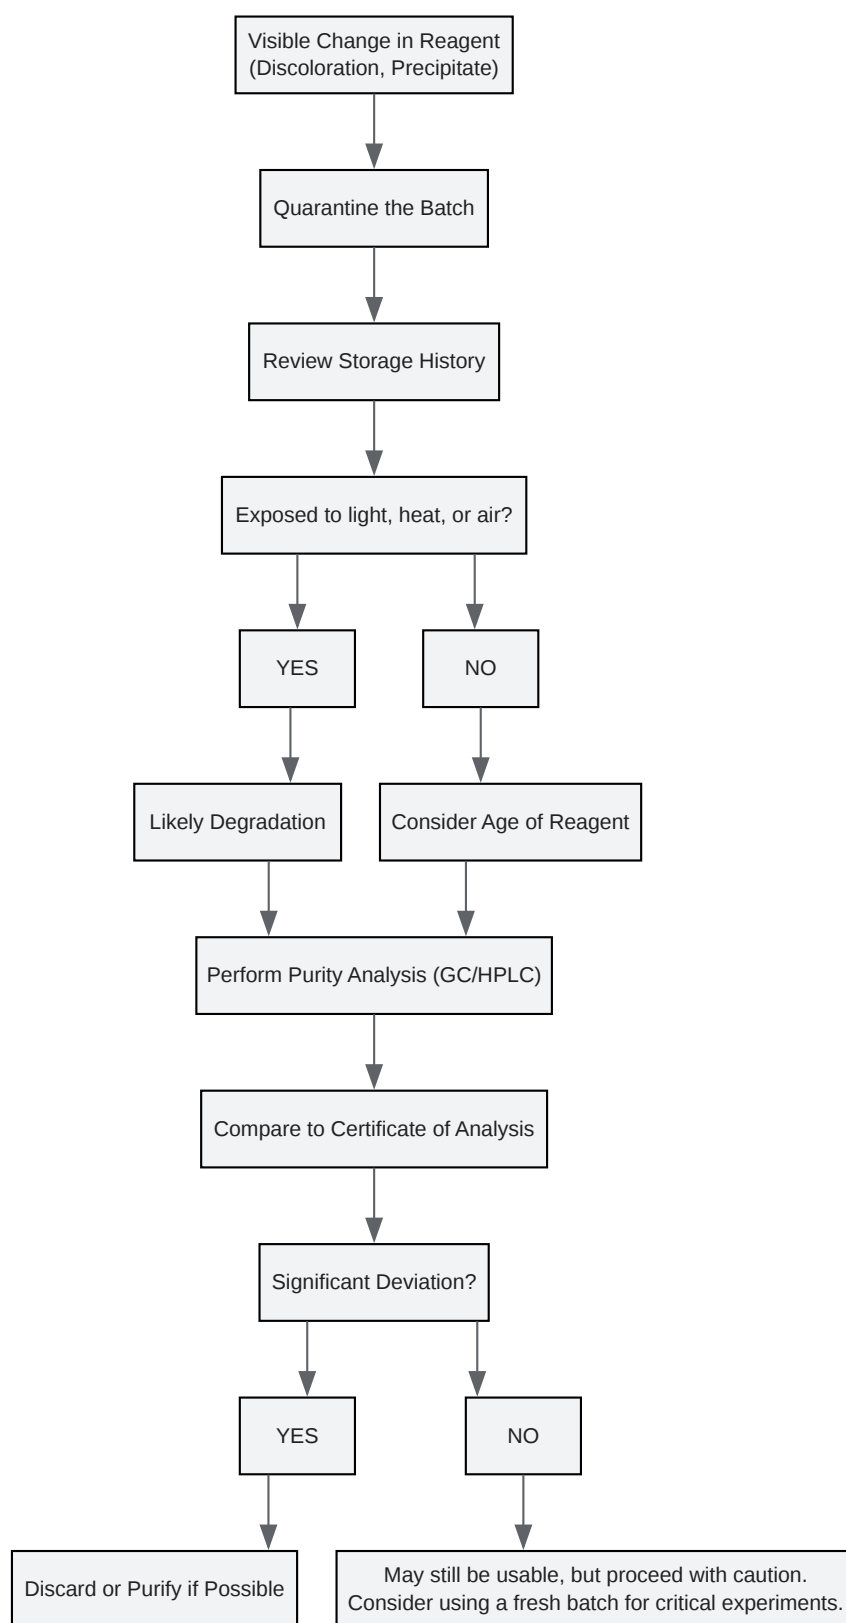 Visible Change in Reagent
(Discoloration, Precipitate)
Quarantine the Batch
Review Storage History
Exposed to light, heat, or air?
YES
NO
Likely Degradation
Consider Age of Reagent
Perform Purity Analysis (GC/HPLC)
Compare to Certificate of Analysis
Significant Deviation?
YES
NO
Discard or Purify if Possible
May still be usable, but proceed with caution.
Consider using a fresh batch for critical experiments.